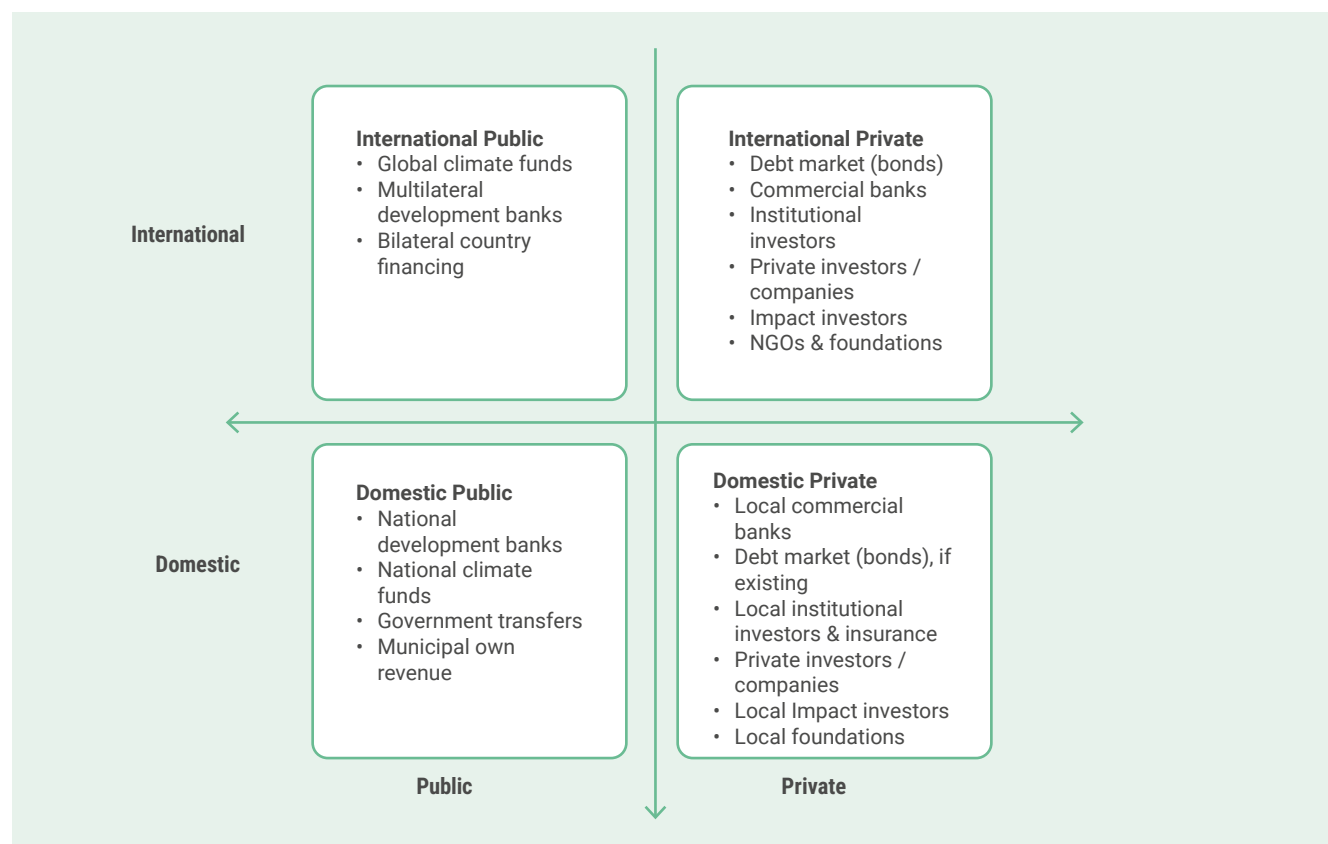 International Public
• Global climate funds
• Multilateral
development banks
• Bilateral country
financing
International Private
• Debt market (bonds)
• Commercial banks
• Institutional
investors
• Private investors /
companies
• Impact investors
• NGOs & foundations
International
Domestic Public
• National
development banks
• National climate
funds
• Government transfers
• Municipal own
revenue
Domestic Private
• Local commercial
banks
• Debt market (bonds), if
existing
• Local institutional
investors & insurance
• Private investors /
companies
• Local Impact investors
• Local foundations
Domestic
Public
Private